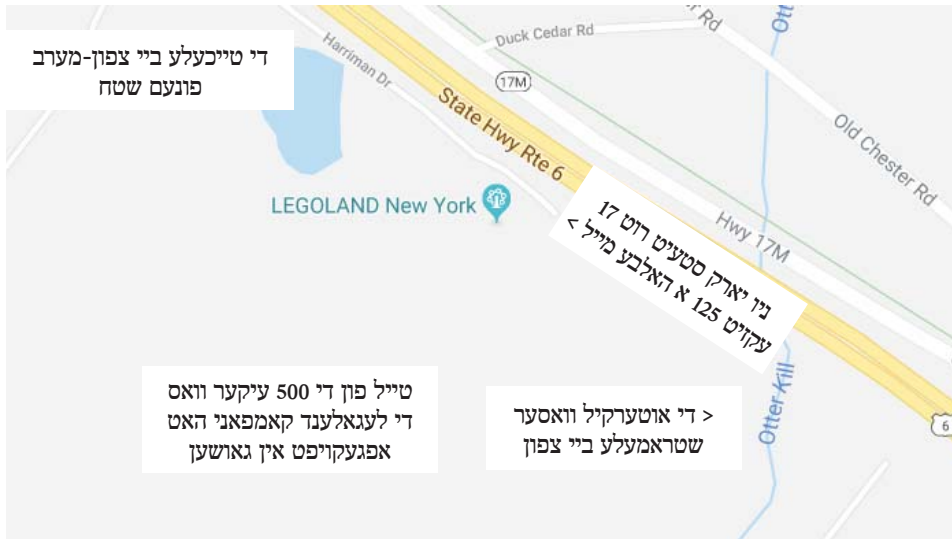 די טייכעלע ביי צפון-מערב
פונעם שטח
Harriman Dr
Duck Cedar Rd
17M
State Hwy Rte 6
Rd
Ott
Old Chester Rd
LEGOLAND New York
Hwy 17M
ניו יארק סטעיט רוט 17
עקזיט 125 א האלבע מייל >
Otter Kill
6
טייל פון די 500 עיקער וואס
די לעגאלענד קאמפאני האט
אפגעקויפט אין גאושען
< די אוטערקיל וואסער
שטראמעלע ביי צפון